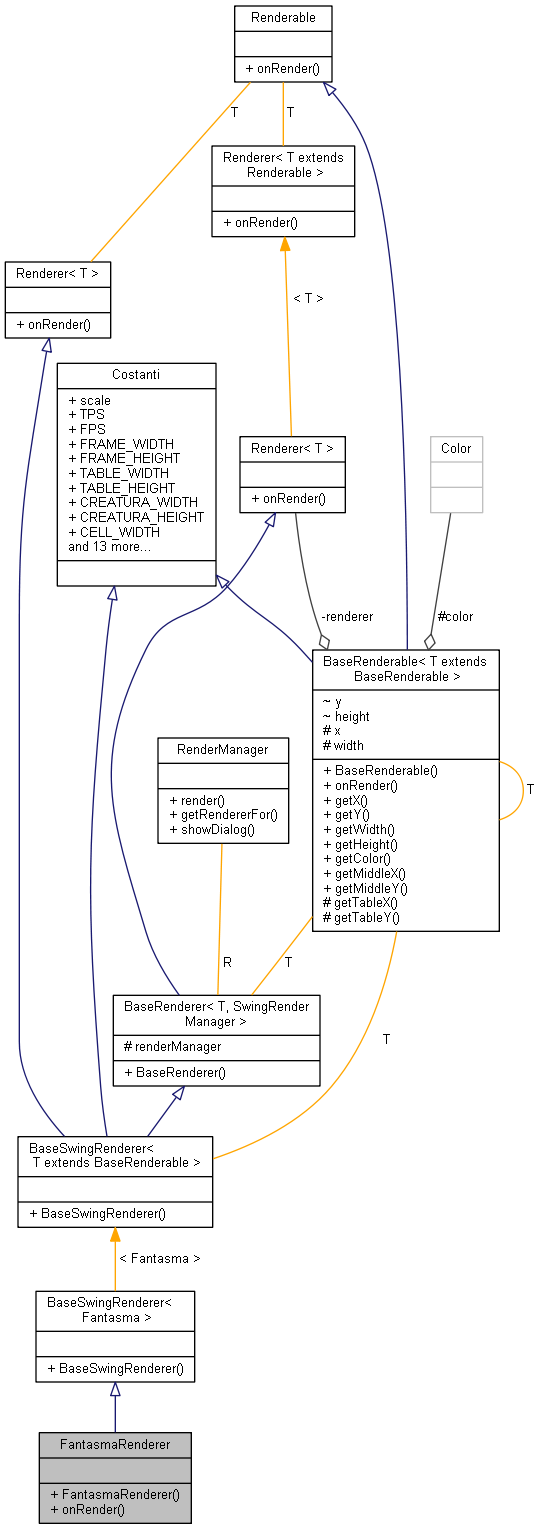 Renderable
+ onRender()
T
T
Renderer< T extends
Renderable >
+ onRender()
Renderer< T >
+ onRender()
< T >
Costanti
+ scale
+ TPS
+ FPS
+ FRAME_WIDTH
+ FRAME_HEIGHT
+ TABLE_WIDTH
+ TABLE_HEIGHT
+ CREATURA_WIDTH
+ CREATURA_HEIGHT
+ CELL_WIDTH
and 13 more...
Renderer< T >
+ onRender()
Color
-renderer
#color
BaseRenderable< T extends
BaseRenderable >
~ y
~ height
# x
# width
+ BaseRenderable()
+ onRender()
+ getX()
+ getY()
+ getWidth()
+ getHeight()
+ getColor()
+ getMiddleX()
+ getMiddleY()
# getTableX()
# getTableY()
T
RenderManager
+ render()
+ getRendererFor()
+ showDialog()
R
T
BaseRenderer< T, SwingRender
Manager >
# renderManager
+ BaseRenderer()
T
BaseSwingRenderer<
T extends BaseRenderable >
+ BaseSwingRenderer()
< Fantasma >
BaseSwingRenderer<
Fantasma >
+ BaseSwingRenderer()
FantasmaRenderer
+ FantasmaRenderer()
+ onRender()